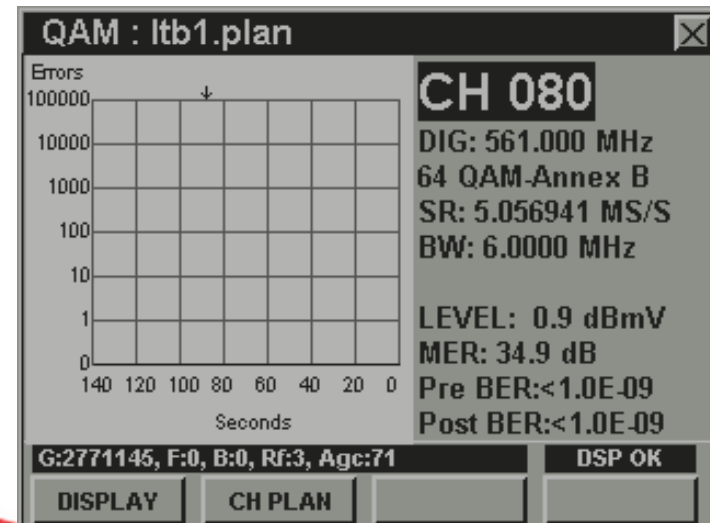 QAM : ltb1.plan
Errors
100000
10000
1000
100
10
1
0
140 120 100 80 60 40 20 0
Seconds
CH 080
DIG: 561.000 MHz
64 QAM-Annex B
SR: 5.056941 MS/S
BW: 6.0000 MHz
LEVEL: 0.9 dBmV
MER: 34.9 dB
Pre BER:<1.0E-09
Post BER:<1.0E-09
G:2771145, F:0, B:0, Rf:3, Agc:71
DSP OK
DISPLAY
CH PLAN